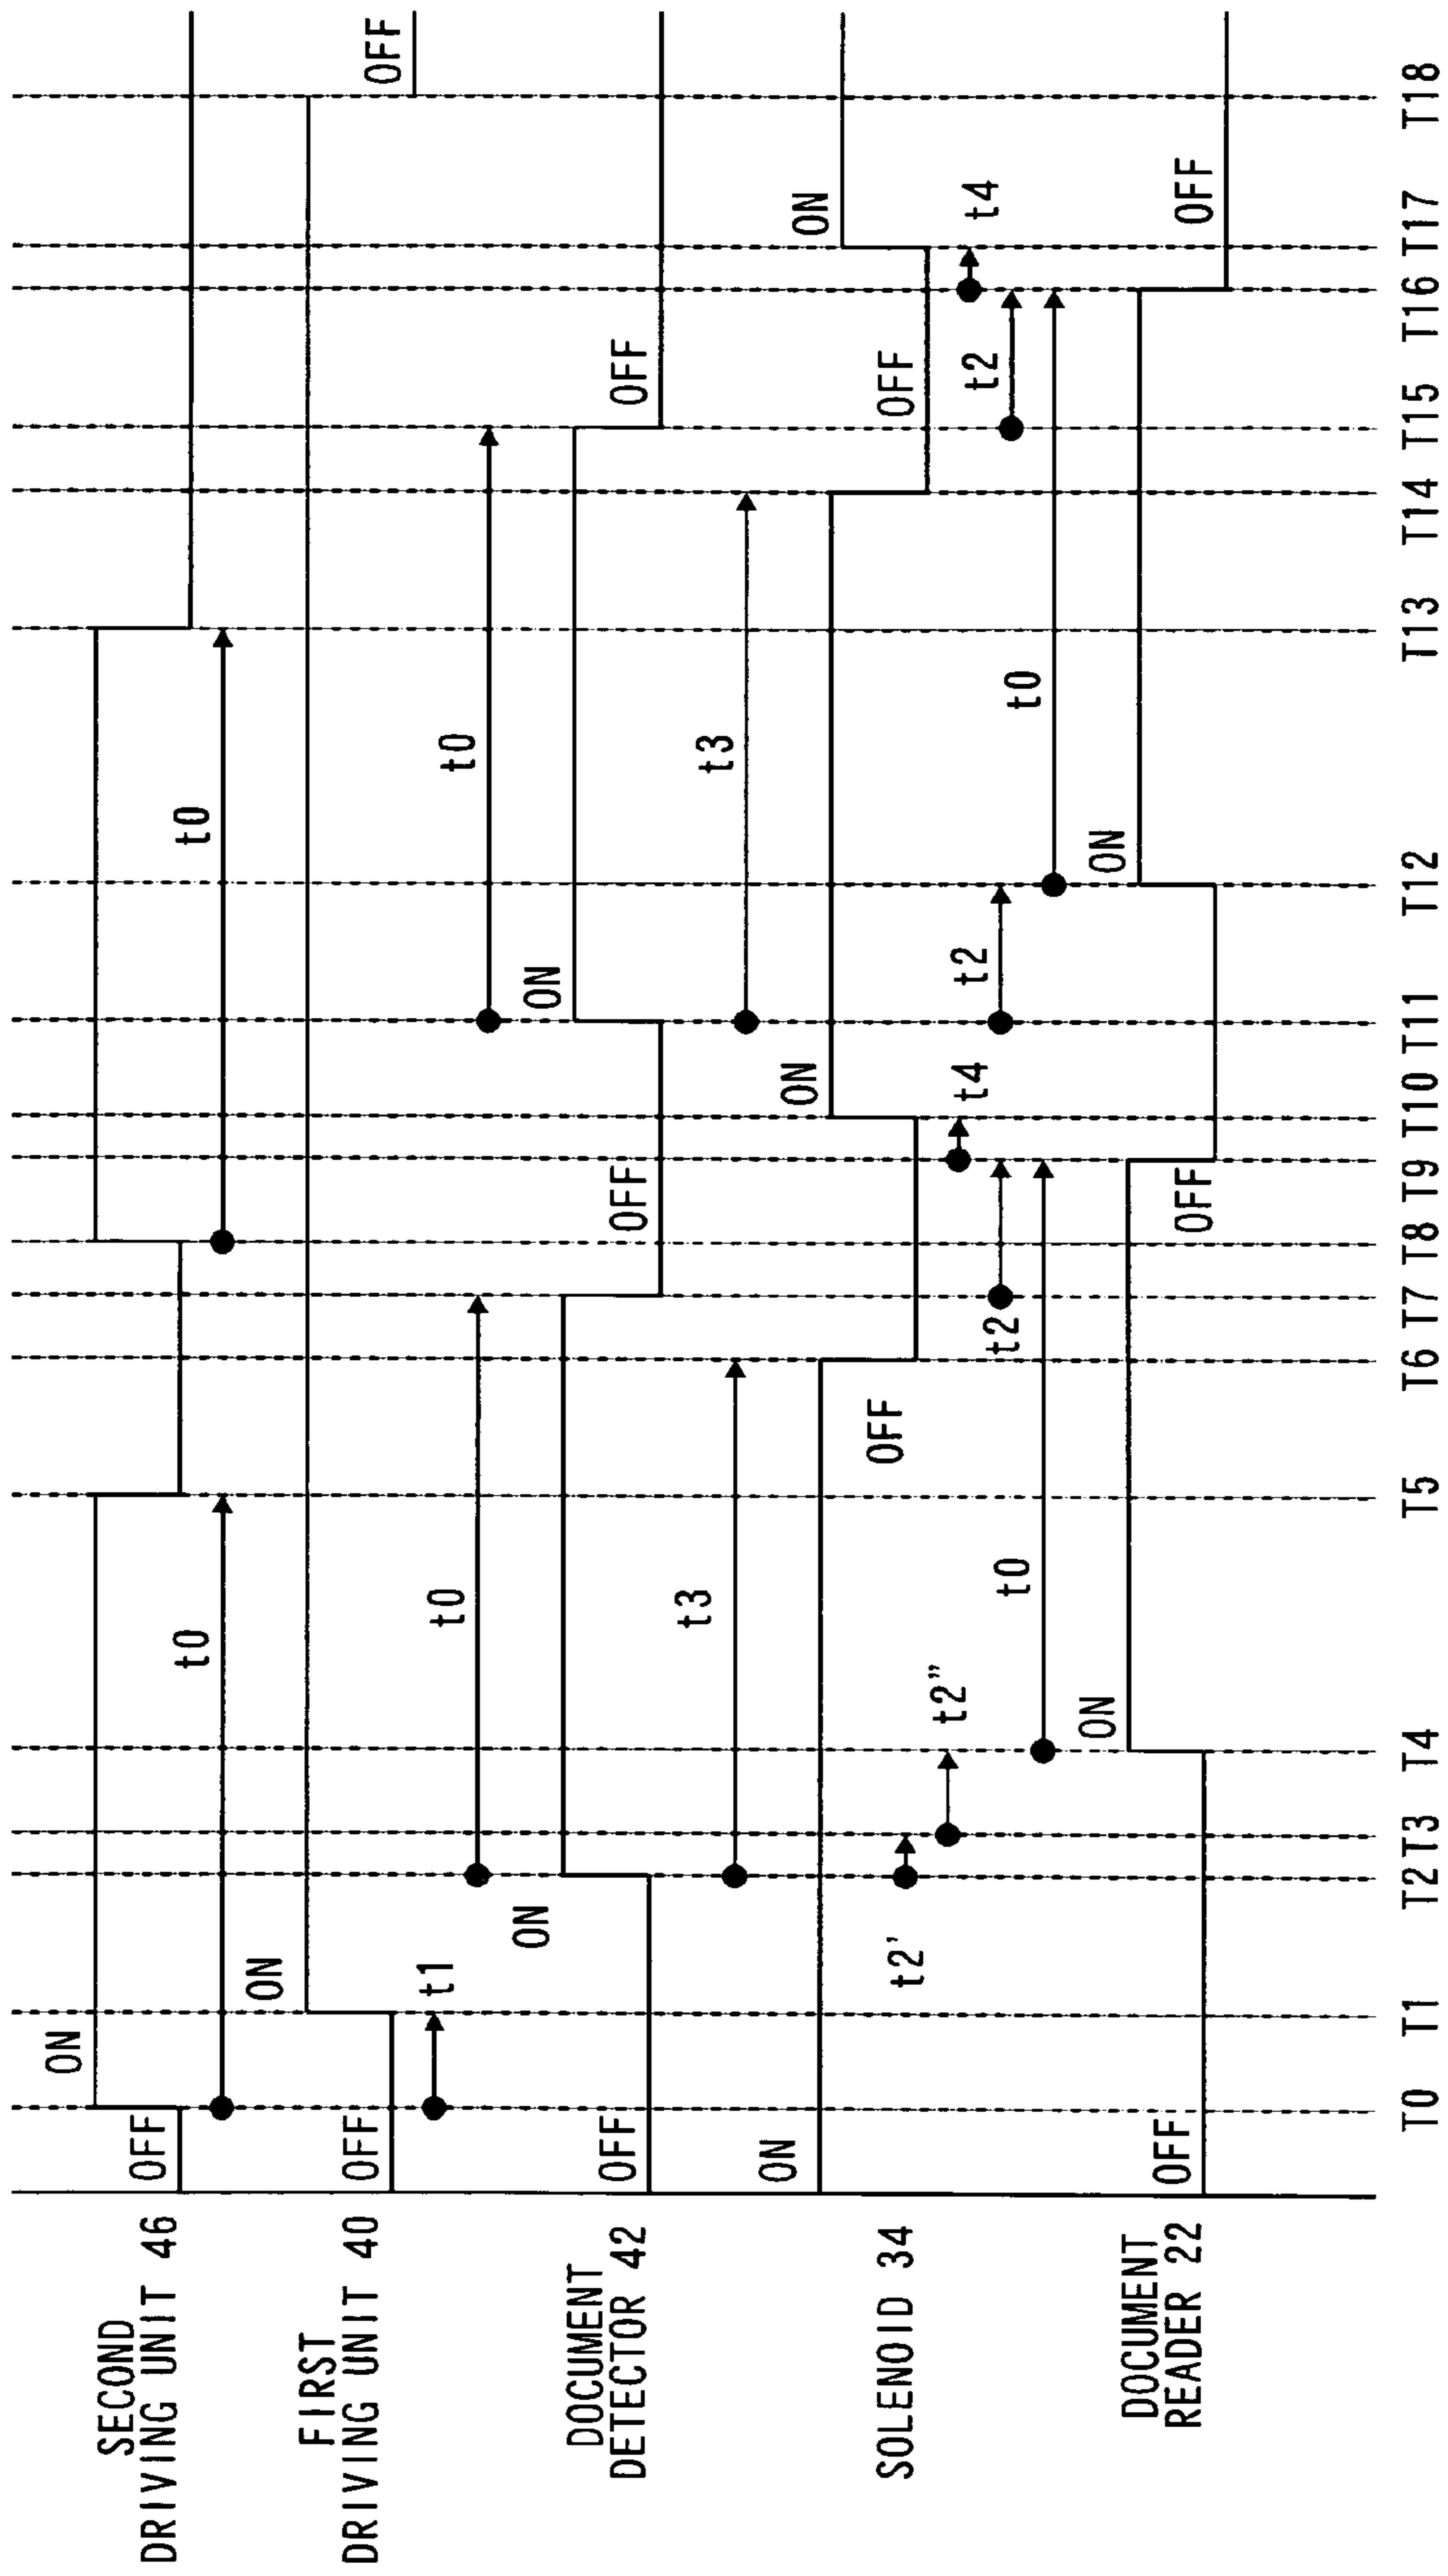 SECOND
DRIVING UNIT 46
OFF
ON
t0
t0
FIRST
DRIVING UNIT 40
OFF
ON
OFF
t1
DOCUMENT
DETECTOR 42
OFF
ON
t0
OFF
ON
t0
OFF
SOLENOID 34
ON
t3
OFF
ON
t3
OFF
ON
t2'
t2"
t2
t4
t2
t2
t4
DOCUMENT
READER 22
OFF
ON
t0
OFF
ON
t0
OFF
T0 T1 T2 T3 T4 T5 T6 T7 T8 T9 T10 T11 T12 T13 T14 T15 T16 T17 T18